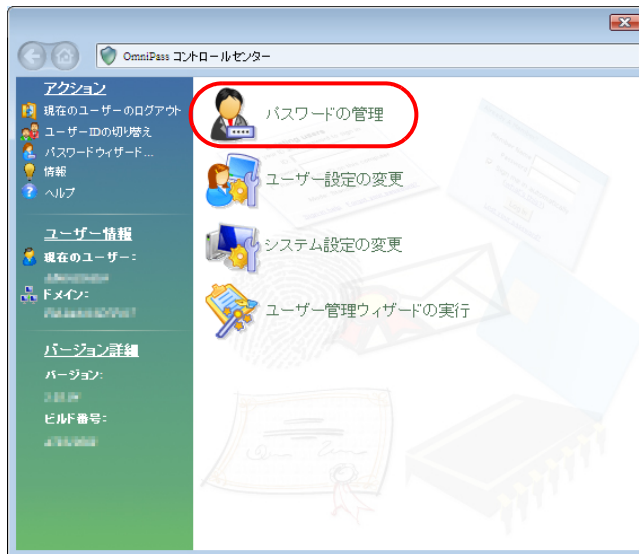 OmniPass コントロールセンター
アクション
現在のユーザーのログアウト
ユーザーIDの切り替え
パスワードウィザード...
情報
ヘルプ
ユーザー情報
現在のユーザー:
ドメイン:
バージョン詳細
バージョン:
ビルド番号:
パスワードの管理
ユーザー設定の変更
システム設定の変更
ユーザー管理ウィザードの実行